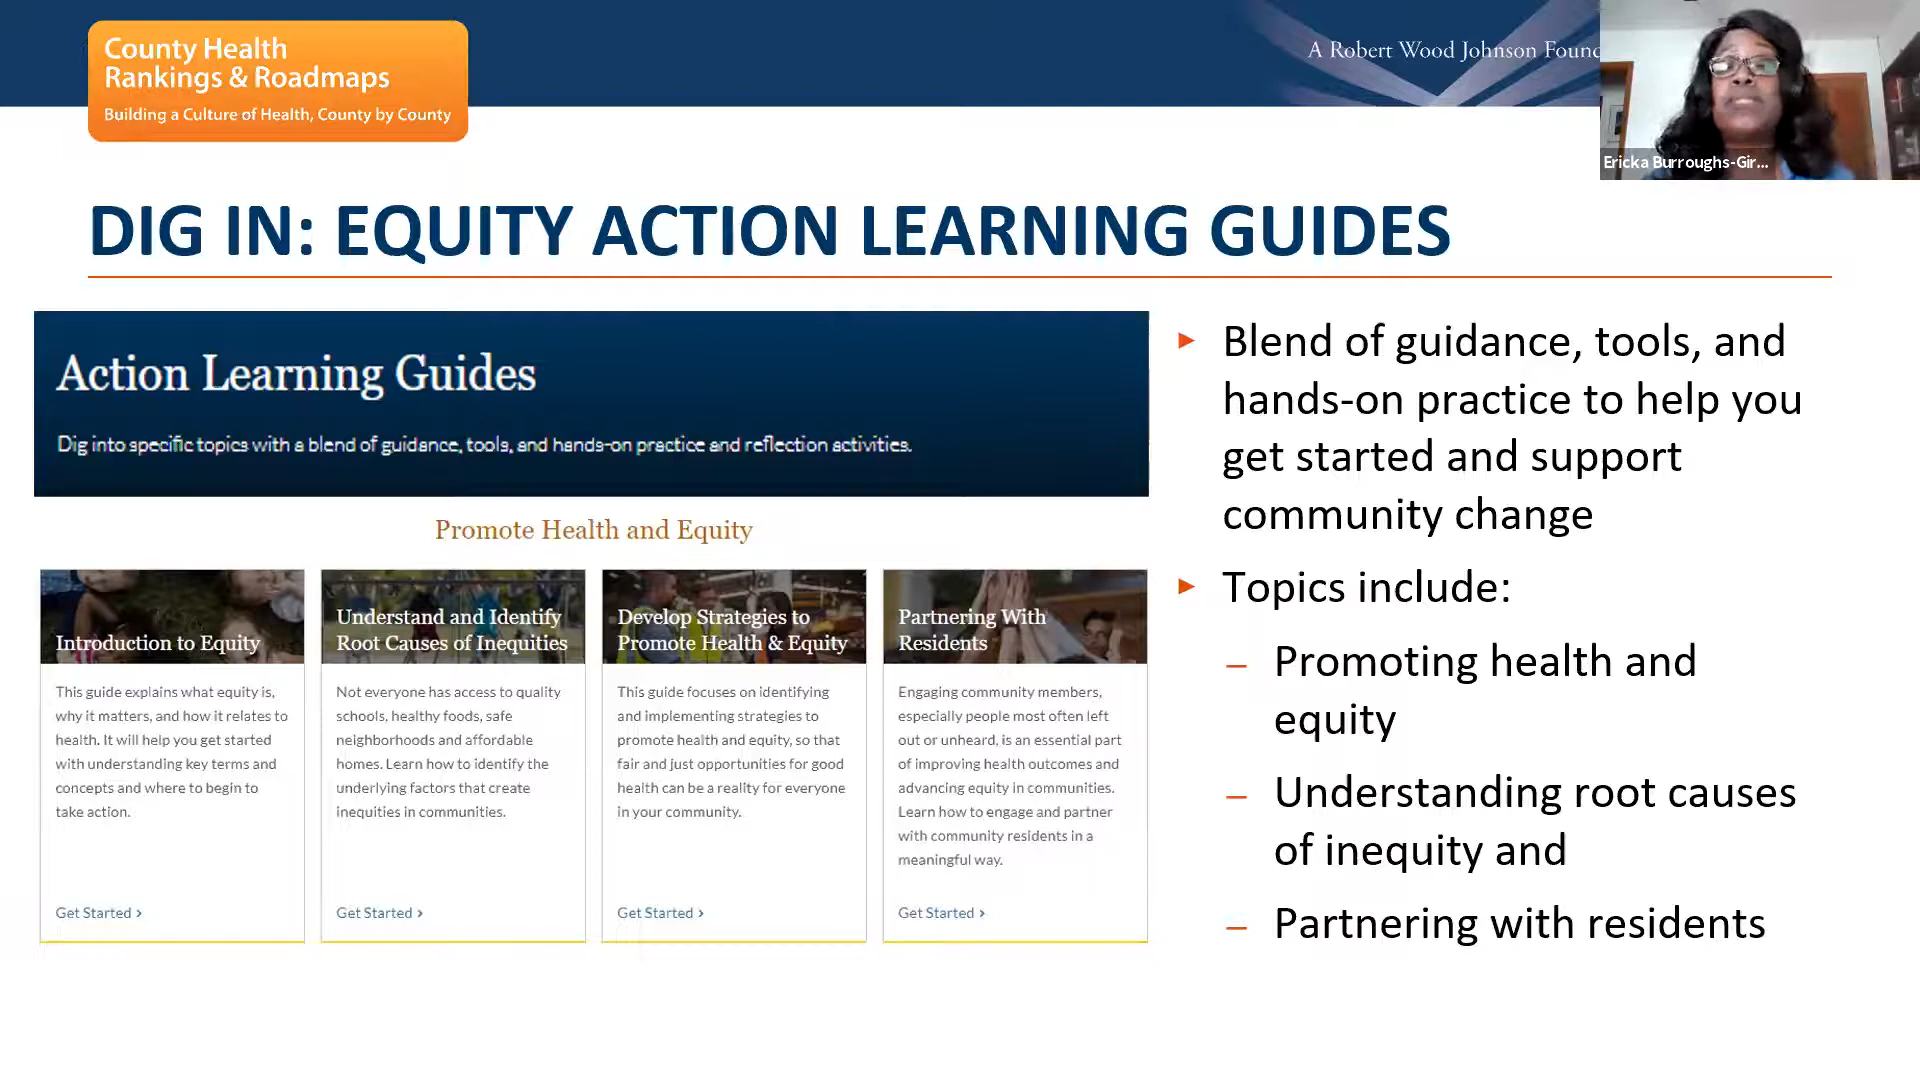 County Health
Rankings & Roadmaps
Building a Culture of Health, County by County
A Robert Wood Johnson Foun
Ericka Burroughs-Gir...
DIG IN: EQUITY ACTION LEARNING GUIDES
Action Learning Guides
Dig into specific topics with a blend of guidance, tools, and hands-on practice and reflection activities.
Promote Health and Equity
Introduction to Equity
This guide explains what equity is,
why it matters, and how it relates to
health. It will help you get started
with understanding key terms and
concepts and where to begin to
take action.
Get Started ›
Understand and Identify
Root Causes of Inequities
Not everyone has access to quality
schools, healthy foods, safe
neighborhoods and affordable
homes. Learn how to identify the
underlying factors that create
inequities in communities.
Get Started ›
Develop Strategies to
Promote Health & Equity
This guide focuses on identifying
and implementing strategies to
promote health and equity, so that
fair and just opportunities for good
health can be a reality for everyone
in your community.
Get Started ›
Partnering With
Residents
Engaging community members,
especially people most often left
out or unheard, is an essential part
of improving health outcomes and
advancing equity in communities.
Learn how to engage and partner
with community residents in a
meaningful way.
Get Started ›
▸ Blend of guidance, tools, and
hands-on practice to help you
get started and support
community change
▸ Topics include:
– Promoting health and
equity
– Understanding root causes
of inequity and
– Partnering with residents